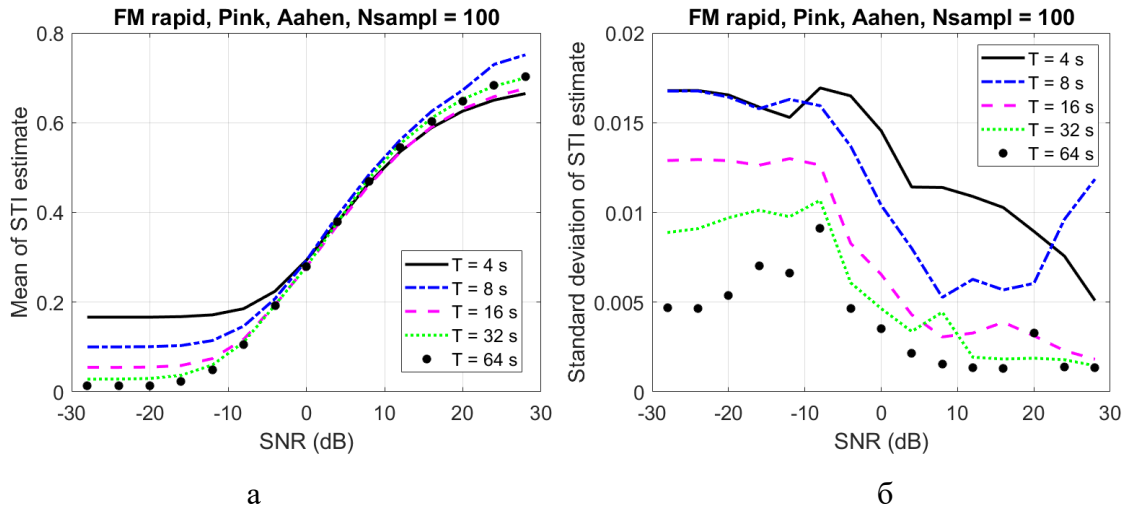 FM rapid, Pink, Aahen, Nsampl = 100
Mean of STI estimate
0.8
0.6
0.4
0.2
0
-30
-20
-10
0
10
20
30
SNR (dB)
T = 4 s
T = 8 s
T = 16 s
T = 32 s
T = 64 s
а
FM rapid, Pink, Aahen, Nsampl = 100
Standard deviation of STI estimate
0.02
0.015
0.01
0.005
0
-30
-20
-10
0
10
20
30
SNR (dB)
T = 4 s
T = 8 s
T = 16 s
T = 32 s
T = 64 s
б